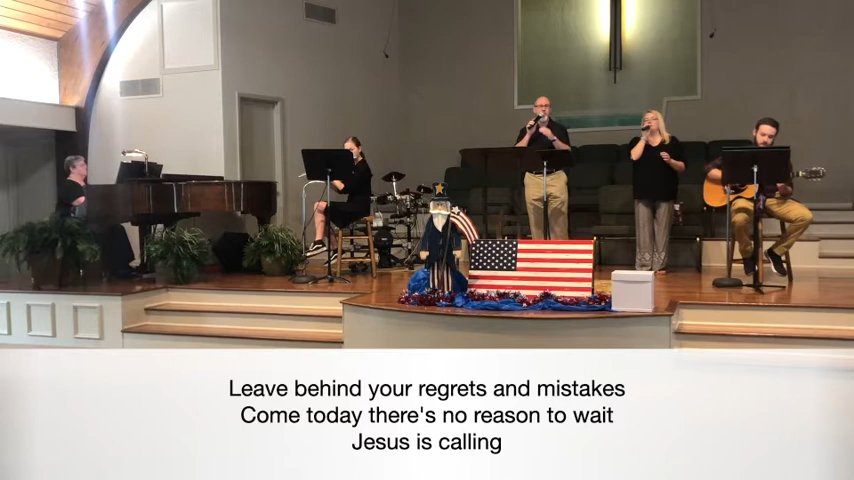 Leave behind your regrets and mistakes
Come today there's no reason to wait
Jesus is calling